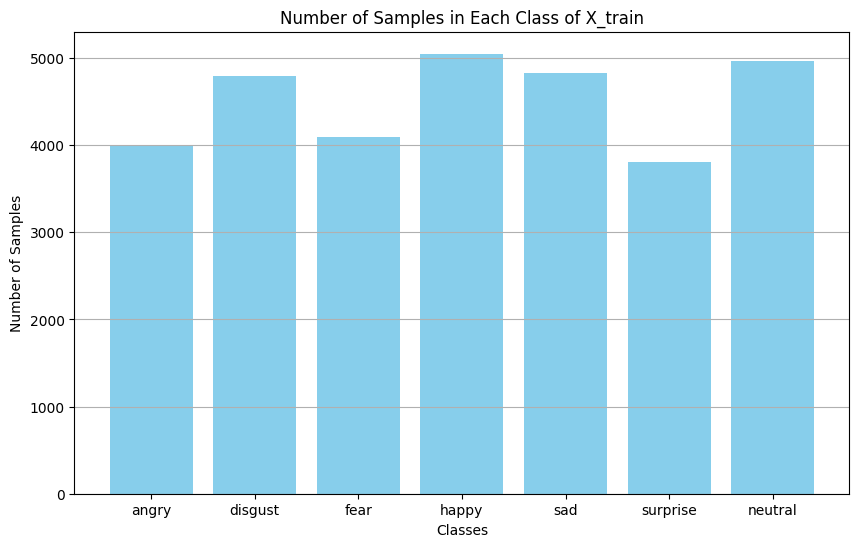 Number of Samples in Each Class of X_train
Number of Samples
5000
4000
3000
2000
1000
0
angry disgust fear happy sad surprise neutral
Classes